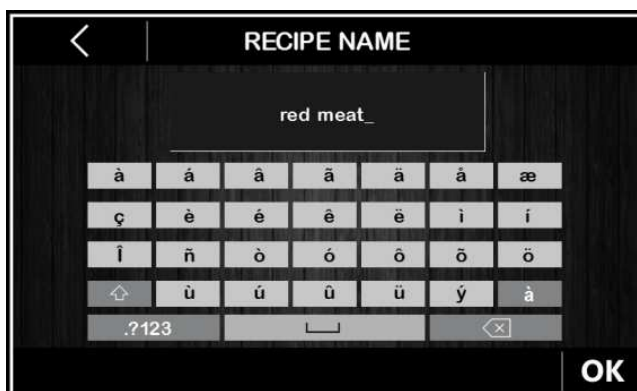 RECIPE NAME
red meat_
à á â ã ä å æ
ç è é ê ë ì í
Î ñ ò ó ô õ ö
ù ú û ü ý à
.?123
OK